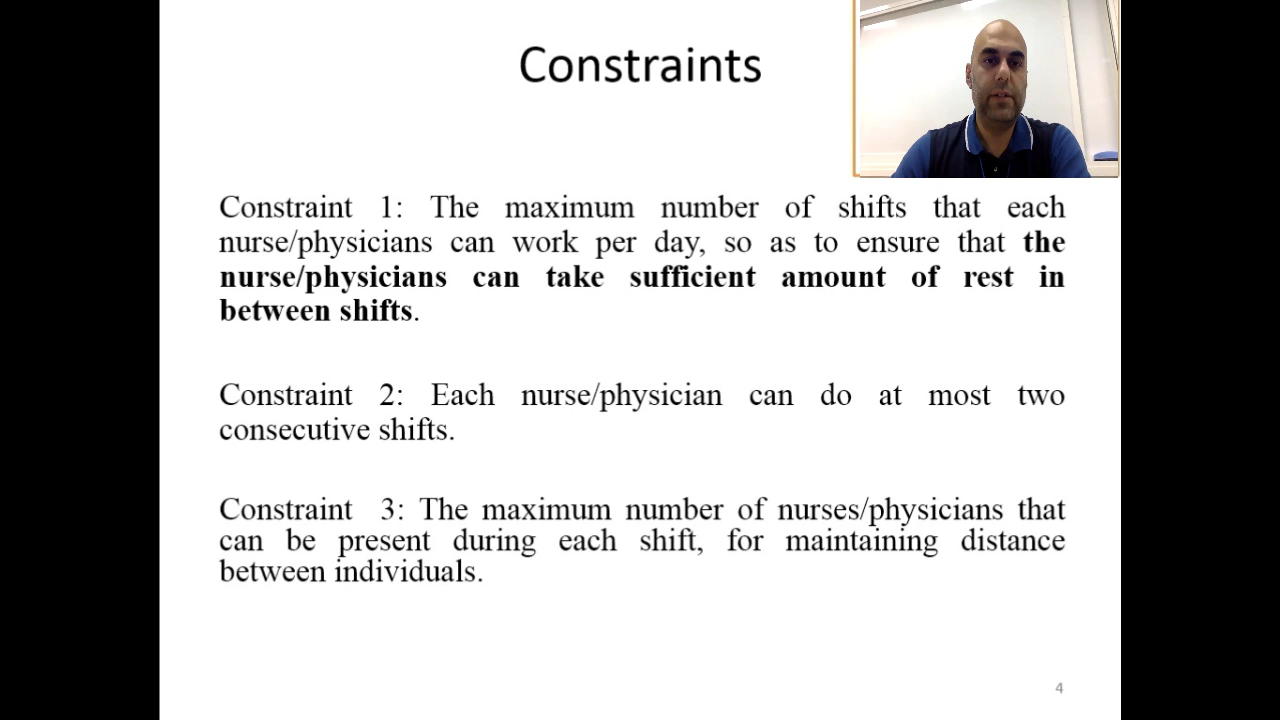 Constraints
Constraint 1: The maximum number of shifts that each
nurse/physicians can work per day, so as to ensure that the
nurse/physicians can take sufficient amount of rest in
between shifts.
Constraint 2: Each nurse/physician can do at most two
consecutive shifts.
Constraint 3: The maximum number of nurses/physicians that
can be present during each shift, for maintaining distance
between individuals.
4